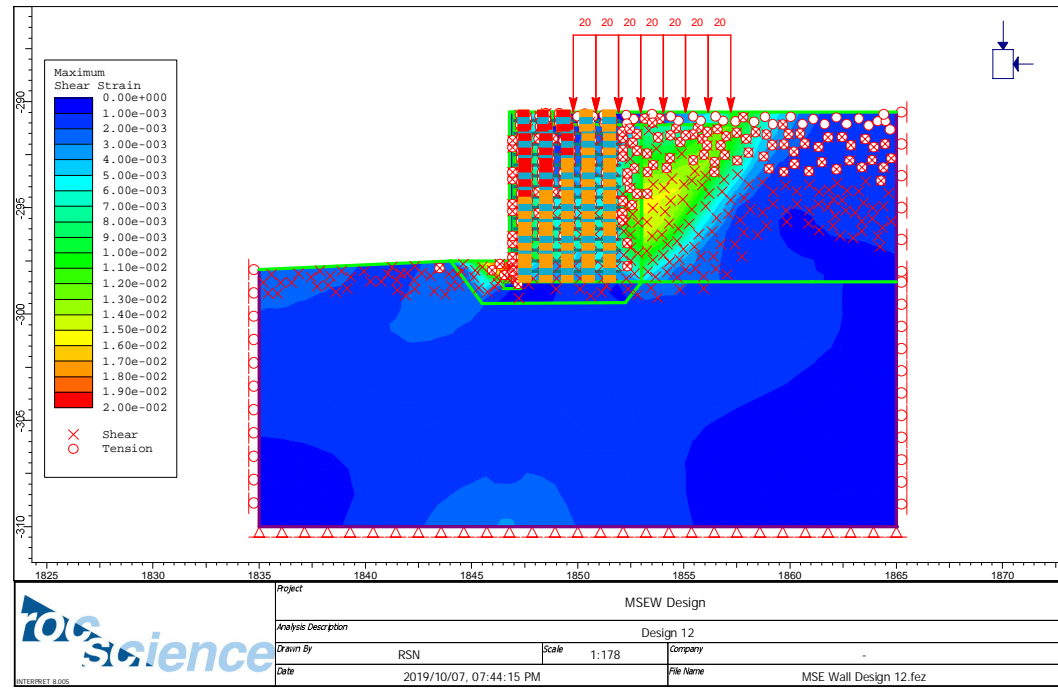 20 20 20 20 20 20 20
Maximum
Shear Strain
0.00e+000
1.00e-003
2.00e-003
3.00e-003
4.00e-003
5.00e-003
6.00e-003
7.00e-003
8.00e-003
9.00e-003
1.00e-002
1.10e-002
1.20e-002
1.30e-002
1.40e-002
1.50e-002
1.60e-002
1.70e-002
1.80e-002
1.90e-002
2.00e-002
Shear
Tension
-290
-295
-300
-305
-310
1825 1830 1835 1840 1845 1850 1855 1860 1865 1870
rocscience
INTERPRET 8.005
Project
MSEW Design
Analysis Description
Design 12
Drawn By
RSN
Scale
1:178
Company
-
Date
2019/10/07, 07:44:15 PM
File Name
MSE Wall Design 12.fez